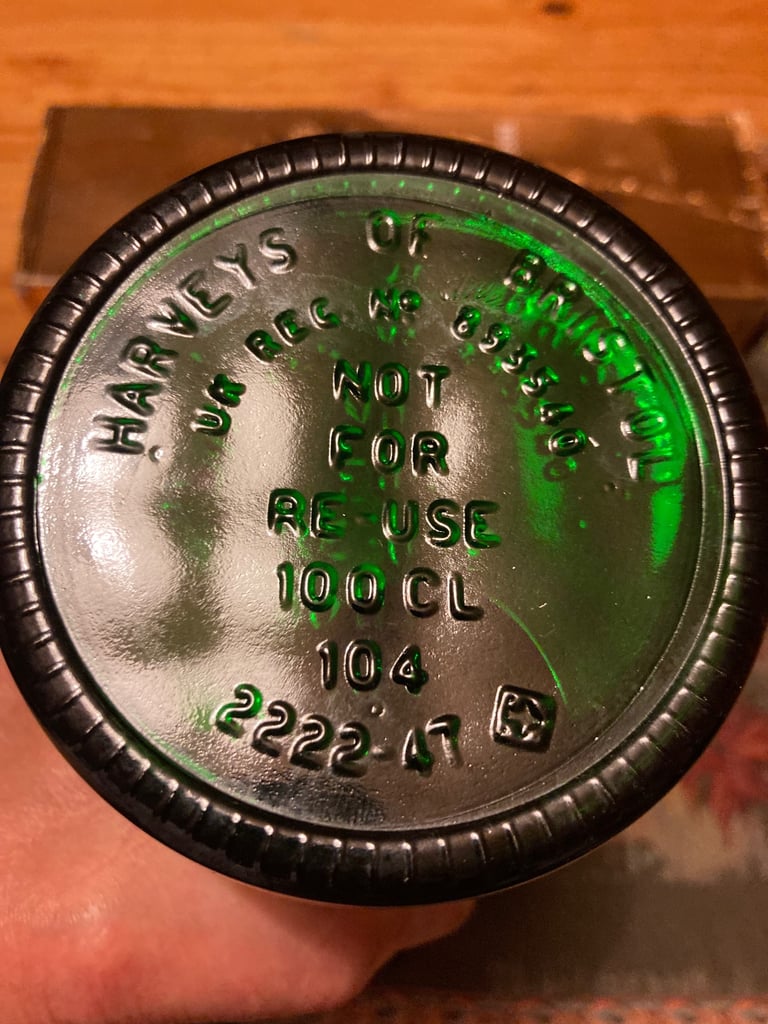 HARVEYS OF BRISTOL
UK REG Nº 893540
NOT
FOR
RE-USE
100 CL
104
2222-47